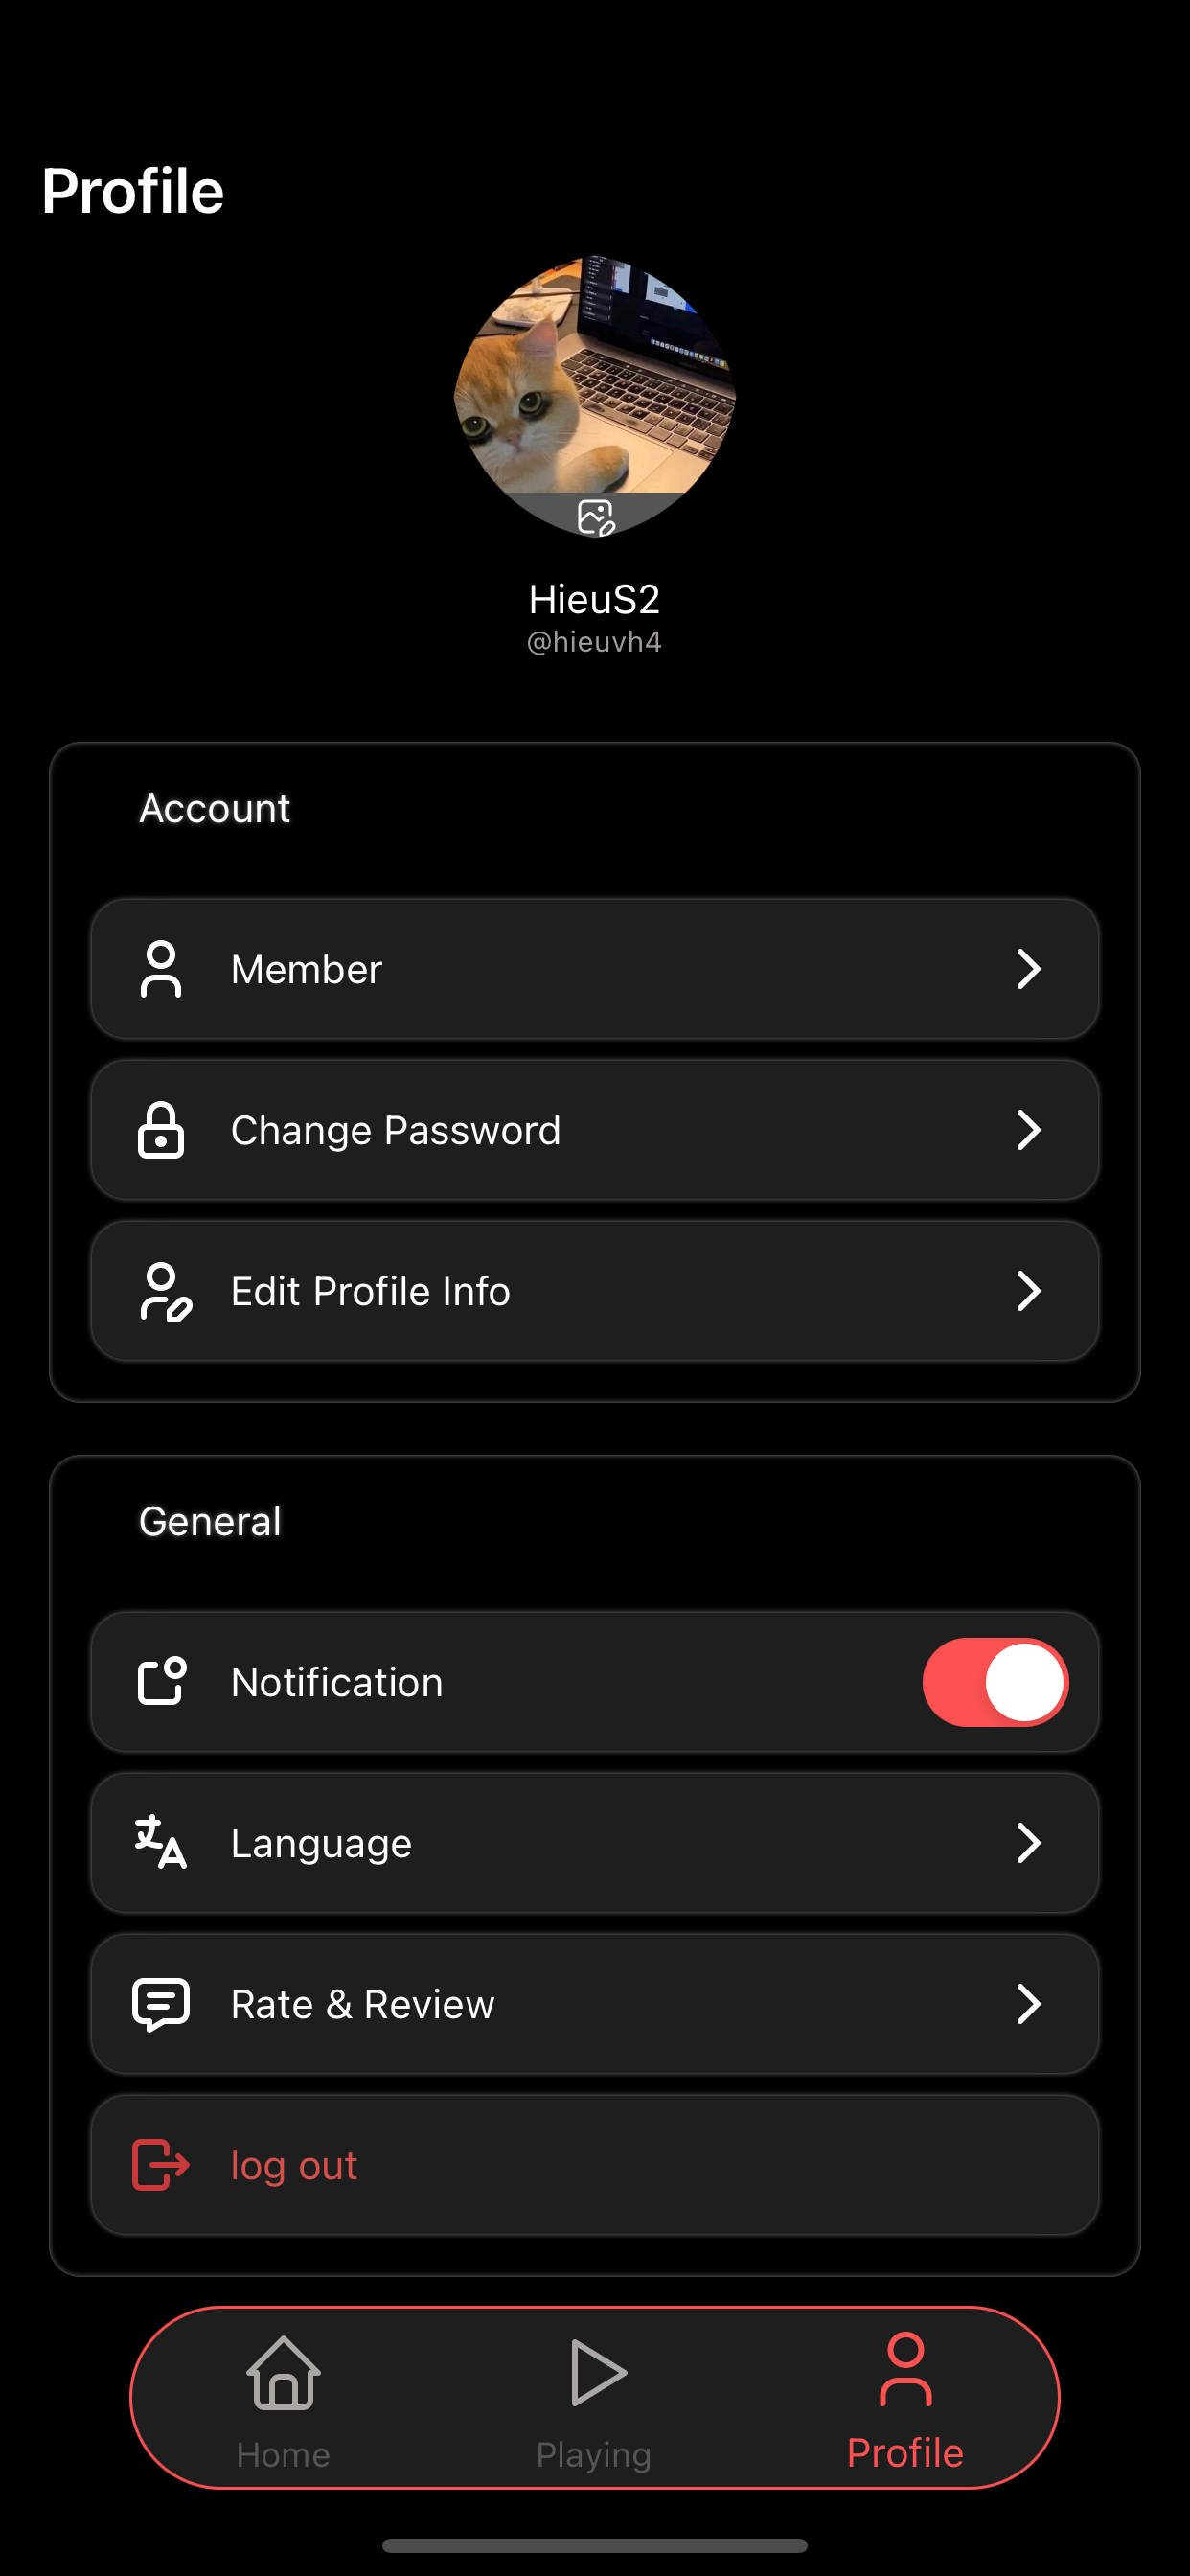 Profile
HieuS2
@hieuvh4
Account
Member
Change Password
Edit Profile Info
General
Notification
Language
Rate & Review
log out
Home
Playing
Profile